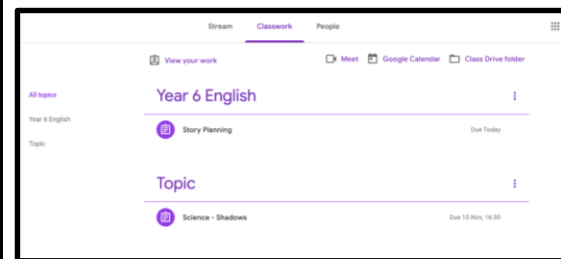 Stream Classwork People
View your work Meet Google Calendar Class Drive folder
All topics
Year 6 English
Topic
Year 6 English
Story Planning Due Today
Topic
Science - Shadows Due 10 Nov, 16:30